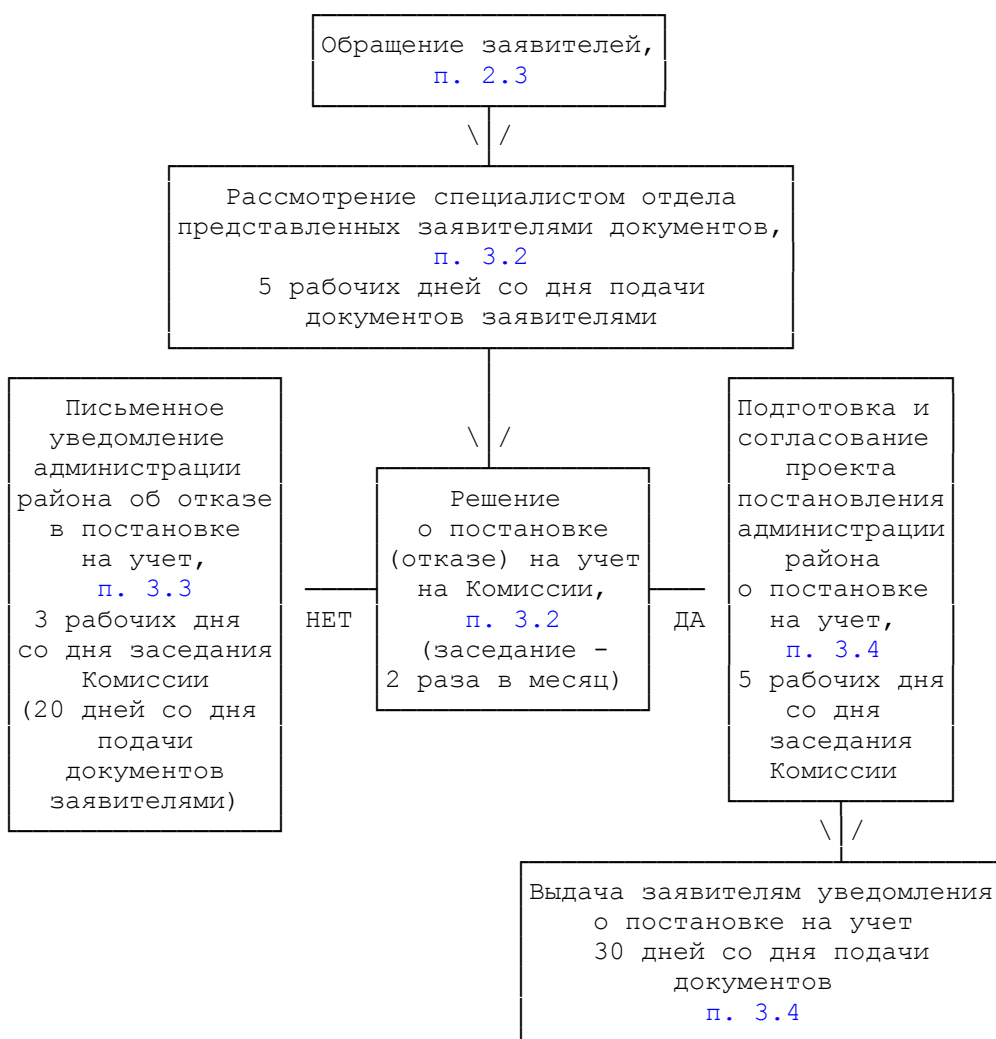 Обращение заявителей,
п. 2.3
\ /
Рассмотрение специалистом отдела
представленных заявителями документов,
п. 3.2
5 рабочих дней со дня подачи
документов заявителями
Письменное
уведомление
администрации
района об отказе
в постановке
на учет,
п. 3.3
3 рабочих дня
со дня заседания
Комиссии
(20 дней со дня
подачи
документов
заявителями)
НЕТ
\ /
Решение
о постановке
(отказе) на учет
на Комиссии,
п. 3.2
(заседание -
2 раза в месяц)
ДА
Подготовка и
согласование
проекта
постановления
администрации
района
о постановке
на учет,
п. 3.4
5 рабочих дня
со дня
заседания
Комиссии
\ /
Выдача заявителям уведомления
о постановке на учет
30 дней со дня подачи
документов
п. 3.4